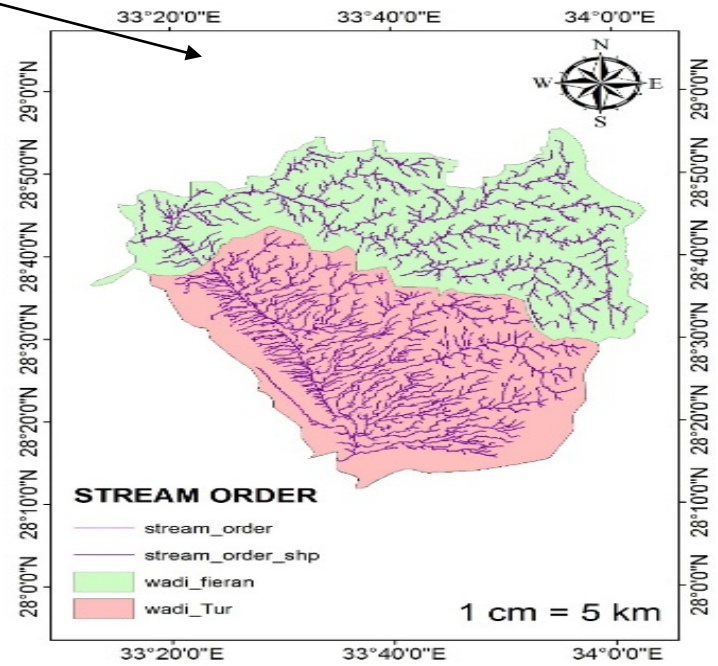 33°20'0"E 33°40'0"E 34°0'0"E
N
W E
S
29°0'0"N 29°0'0"N
28°50'0"N 28°50'0"N
28°40'0"N 28°40'0"N
28°30'0"N 28°30'0"N
28°20'0"N 28°20'0"N
28°10'0"N 28°10'0"N
28°0'0"N 28°0'0"N
STREAM ORDER
stream_order
stream_order_shp
wadi_fieran
wadi_Tur
1 cm = 5 km
33°20'0"E 33°40'0"E 34°0'0"E